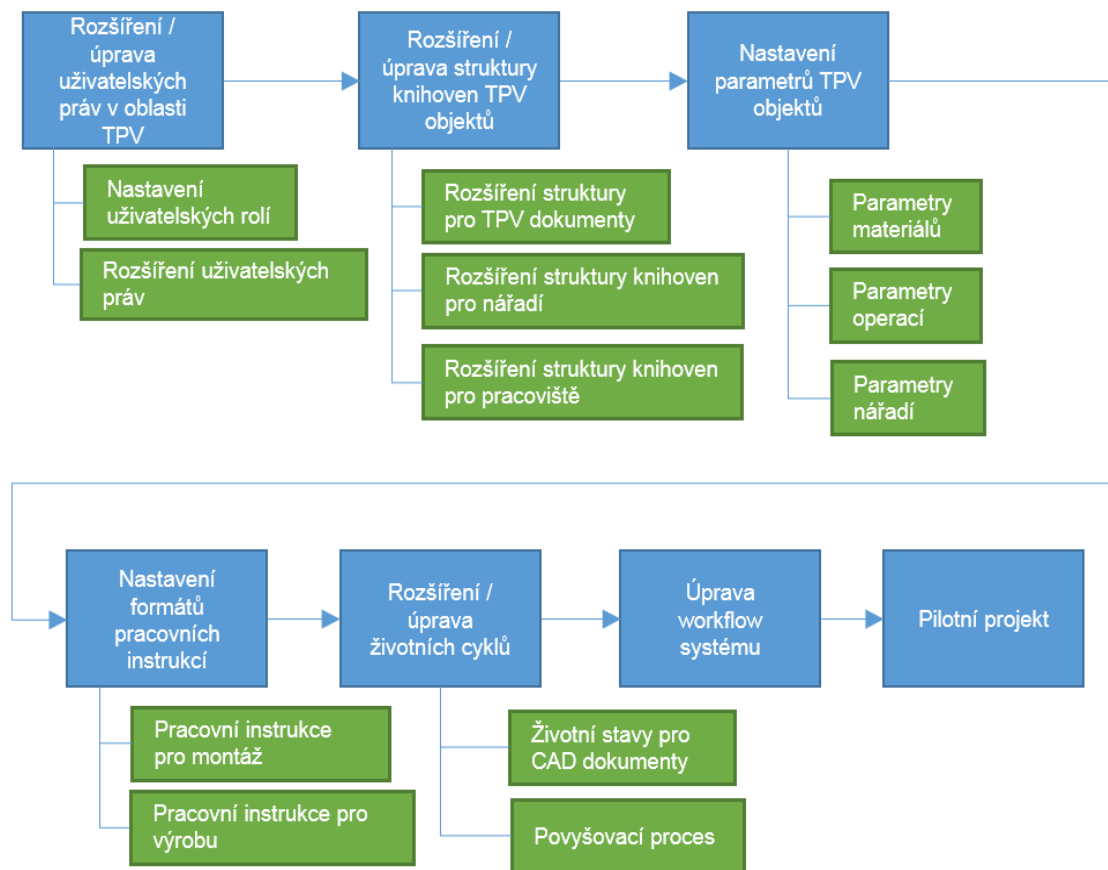 Rozšíření /
úprava
uživatelských
práv v oblasti
TPV
Rozšíření /
úprava struktury
knihoven TPV
objektů
Nastavení
parametrů TPV
objektů
Nastavení
uživatelských rolí
Rozšíření uživatelských
práv
Rozšíření struktury
pro TPV dokumenty
Rozšíření struktury knihoven
pro nářadí
Rozšíření struktury knihoven
pro pracoviště
Parametry
materiálů
Parametry
operací
Parametry
nářadí
Nastavení
formátů
pracovních
instrukcí
Rozšíření /
úprava
životních cyklů
Úprava
workflow
systému
Pilotní projekt
Pracovní instrukce
pro montáž
Pracovní instrukce pro
výrobu
Životní stavy pro
CAD dokumenty
Povyšovací proces